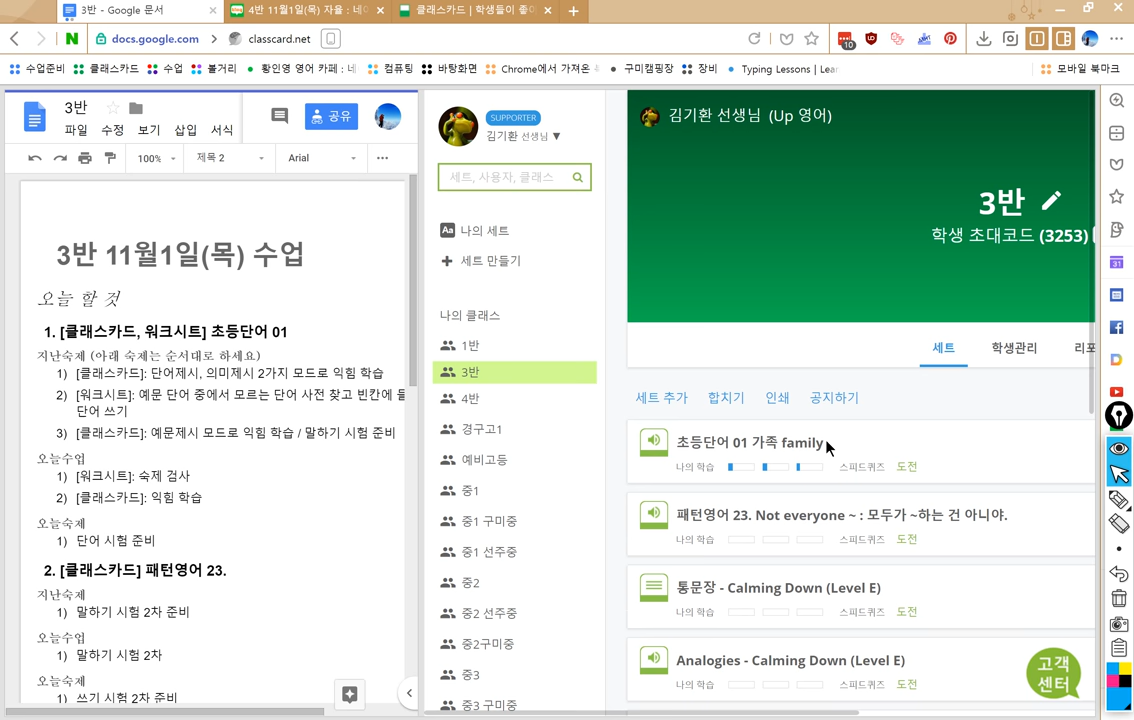 3반 - Google 문서
4반 11월1일(목) 자율 : 네이
클래스카드 | 학생들이 좋아
docs.google.com
classcard.net
10
수업준비
클래스카드
수업
볼거리
황인영 영어 카페 : 네
컴퓨팅
바탕화면
Chrome에서 가져온
구미캠핑장
장비
Typing Lessons | Lear
모바일 북마크
3반
파일 수정 보기 삽입 서식
공유
100% 제목 2 Arial
3반 11월1일(목) 수업
오늘 할 것
1. [클래스카드, 워크시트] 초등단어 01
지난숙제 (아래 숙제는 순서대로 하세요)
1) [클래스카드]: 단어제시, 의미제시 2가지 모드로 익힘 학습
2) [워크시트]: 예문 단어 중에서 모르는 단어 사전 찾고 빈칸에 들
단어 쓰기
3) [클래스카드]: 예문제시 모드로 익힘 학습 / 말하기 시험 준비
오늘수업
1) [워크시트]: 숙제 검사
2) [클래스카드]: 익힘 학습
오늘숙제
1) 단어 시험 준비
2. [클래스카드] 패턴영어 23.
지난숙제
1) 말하기 시험 2차 준비
오늘수업
1) 말하기 시험 2차
오늘숙제
1) 쓰기 시험 2차 준비
SUPPORTER
김기환 선생님 ▼
세트, 사용자, 클래스
Aa 나의 세트
세트 만들기
나의 클래스
1반
3반
4반
경구고1
예비고등
중1
중1 구미중
중1 선주중
중2
중2 선주중
중2구미중
중3
중3 구미중
김기환 선생님 (Up 영어)
3반
학생 초대코드 (3253)
세트 학생관리 리포
세트 추가 합치기 인쇄 공지하기
초등단어 01 가족 family
나의 학습 스피드퀴즈 도전
패턴영어 23. Not everyone ~ : 모두가 ~하는 건 아니야.
나의 학습 스피드퀴즈 도전
통문장 - Calming Down (Level E)
나의 학습 스피드퀴즈 도전
Analogies - Calming Down (Level E)
나의 학습 스피드퀴즈 도전
고객
센터
31